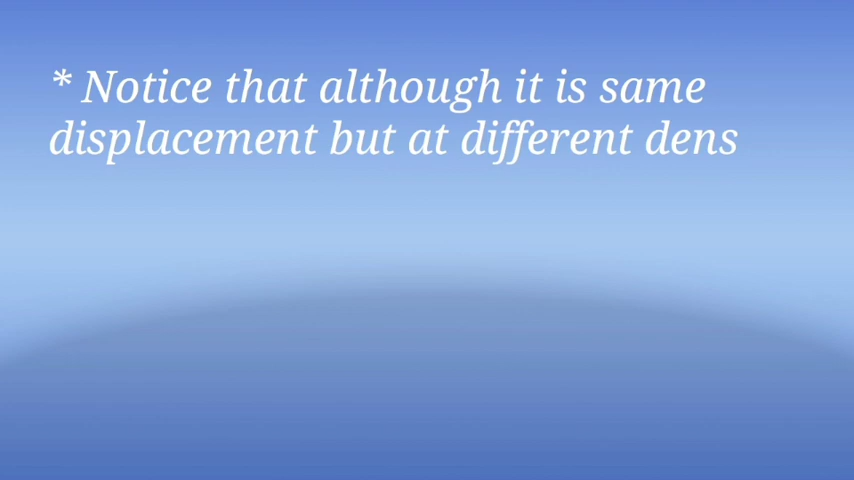 * Notice that although it is same
displacement but at different dens